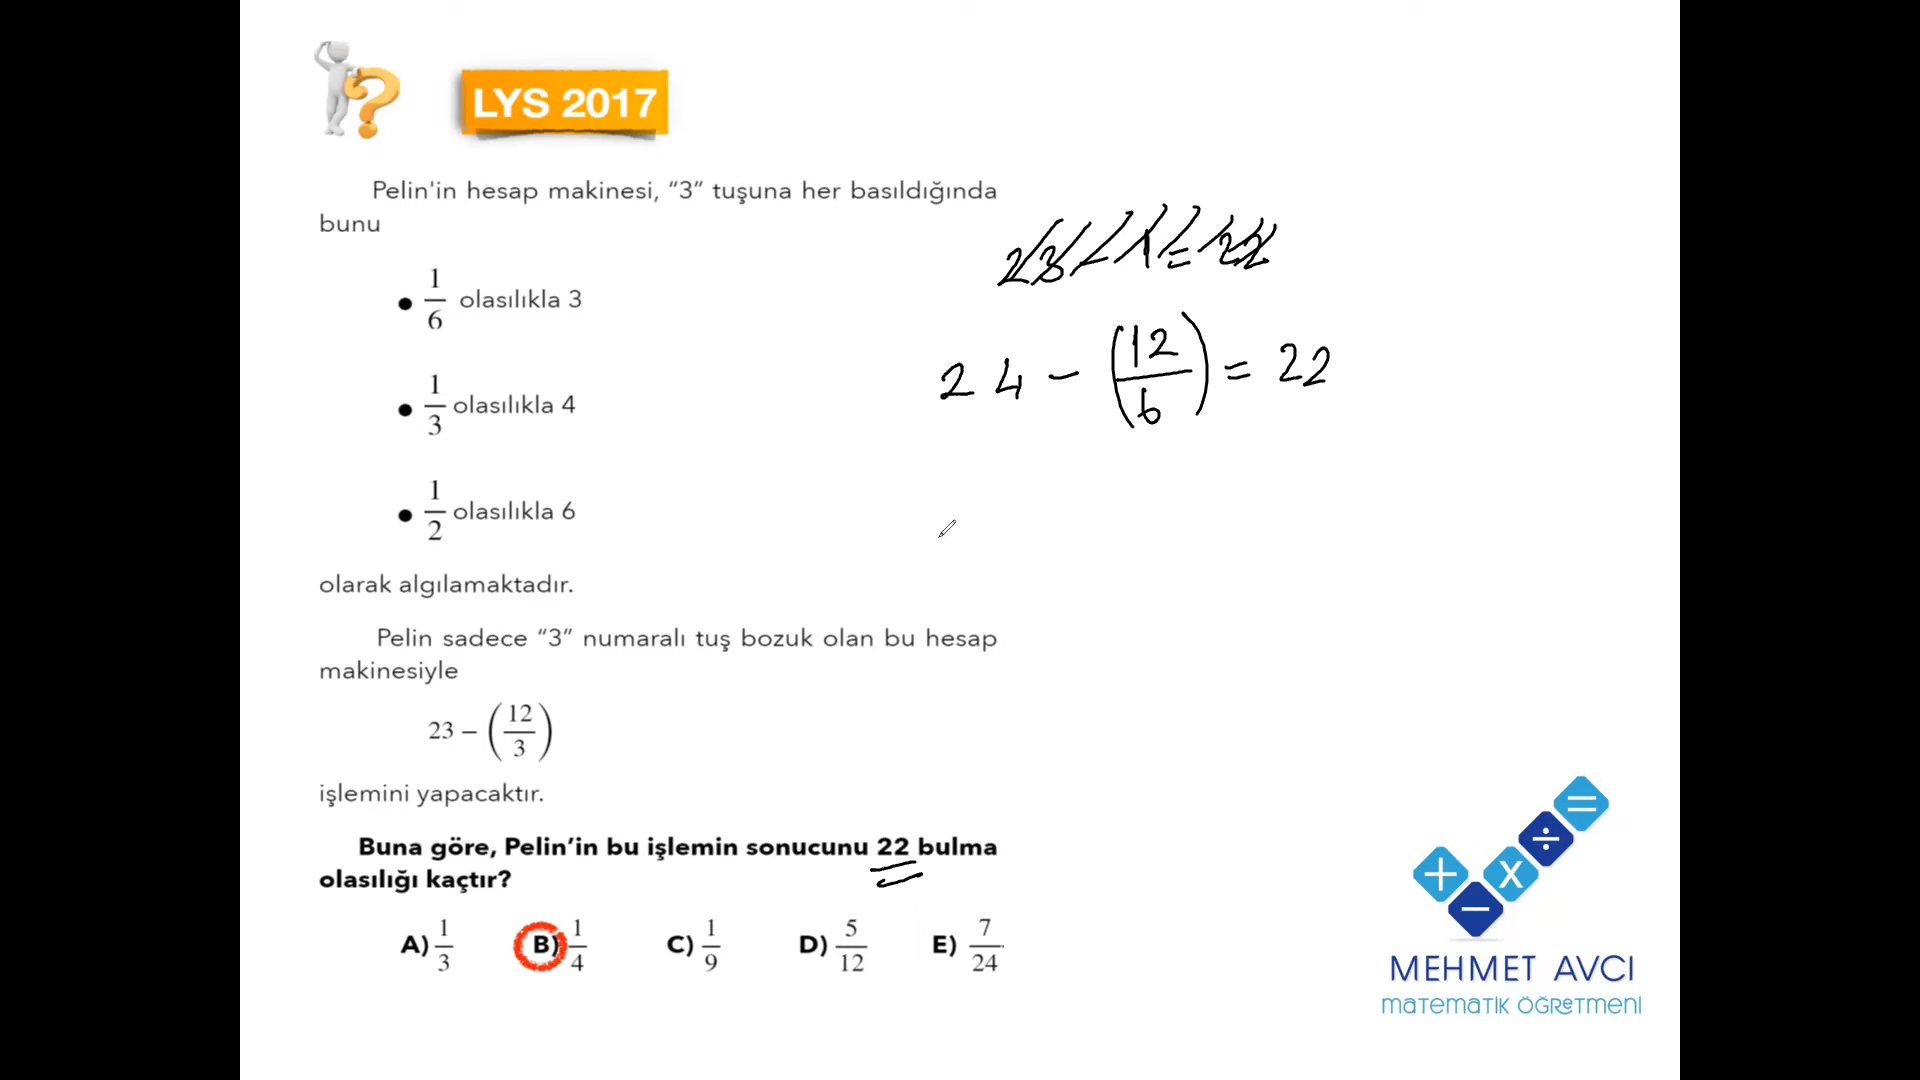 LYS 2017
Pelin'in hesap makinesi, “3” tuşuna her basıldığında
bunu
• 1/6 olasılıkla 3
• 1/3 olasılıkla 4
• 1/2 olasılıkla 6
olarak algılamaktadır.
Pelin sadece “3” numaralı tuş bozuk olan bu hesap
makinesiyle
23 – (12/3)
işlemini yapacaktır.
Buna göre, Pelin’in bu işlemin sonucunu 22 bulma
olasılığı kaçtır?
A) 1/3 B) 1/4 C) 1/9 D) 5/12 E) 7/24
23 - 1 = 22
24 - (12/6) = 22
+ - x ÷ =
MEHMET AVCI
matematik öğretmeni